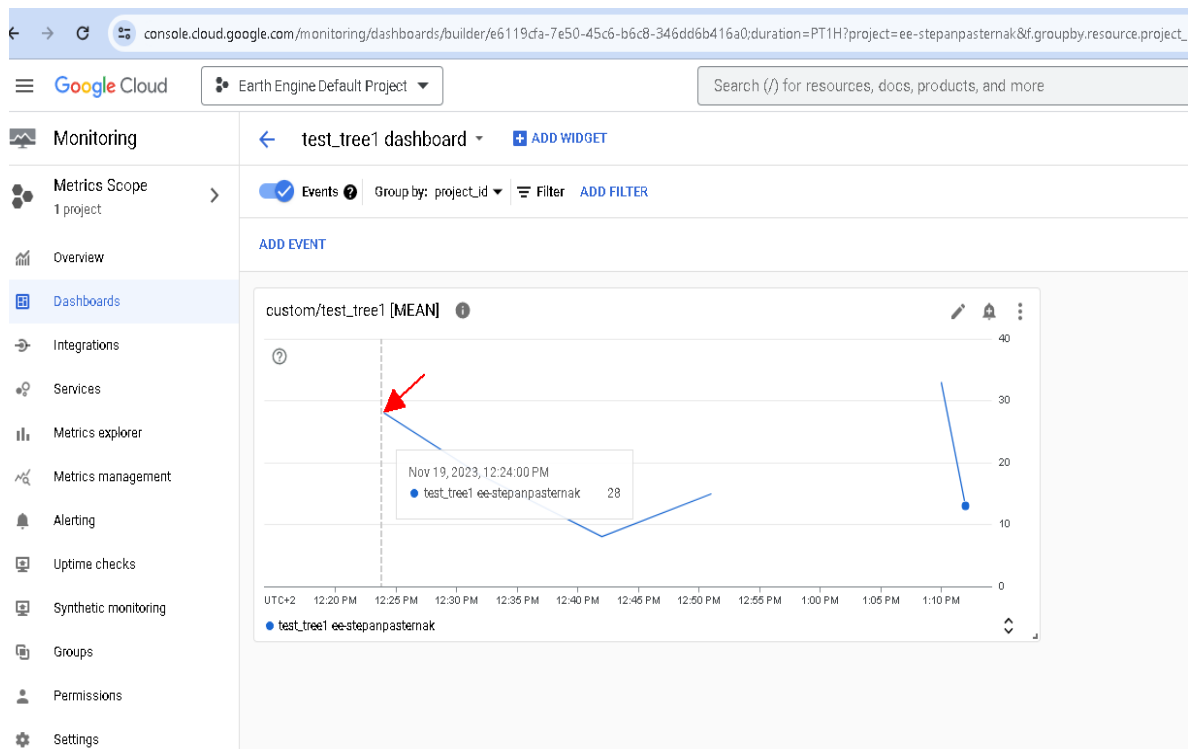 console.cloud.google.com/monitoring/dashboards/builder/e6119cfa-7e50-45c6-b6c8-346dd6b416a0;duration=PT1H?project=ee-stepanpasternak&f.groupby.resource.project_
Google Cloud
Earth Engine Default Project
Search (/) for resources, docs, products, and more
Monitoring
test_tree1 dashboard
ADD WIDGET
Metrics Scope
1 project
Events
Group by: project_id
Filter
ADD FILTER
ADD EVENT
Overview
Dashboards
Integrations
Services
Metrics explorer
Metrics management
Alerting
Uptime checks
Synthetic monitoring
Groups
Permissions
Settings
custom/test_tree1 [MEAN]
40
30
20
10
0
Nov 19, 2023, 12:24:00 PM
test_tree1 ee-stepanpasternak 28
UTC+2 12:20 PM 12:25 PM 12:30 PM 12:35 PM 12:40 PM 12:45 PM 12:50 PM 12:55 PM 1:00 PM 1:05 PM 1:10 PM
test_tree1 ee-stepanpasternak